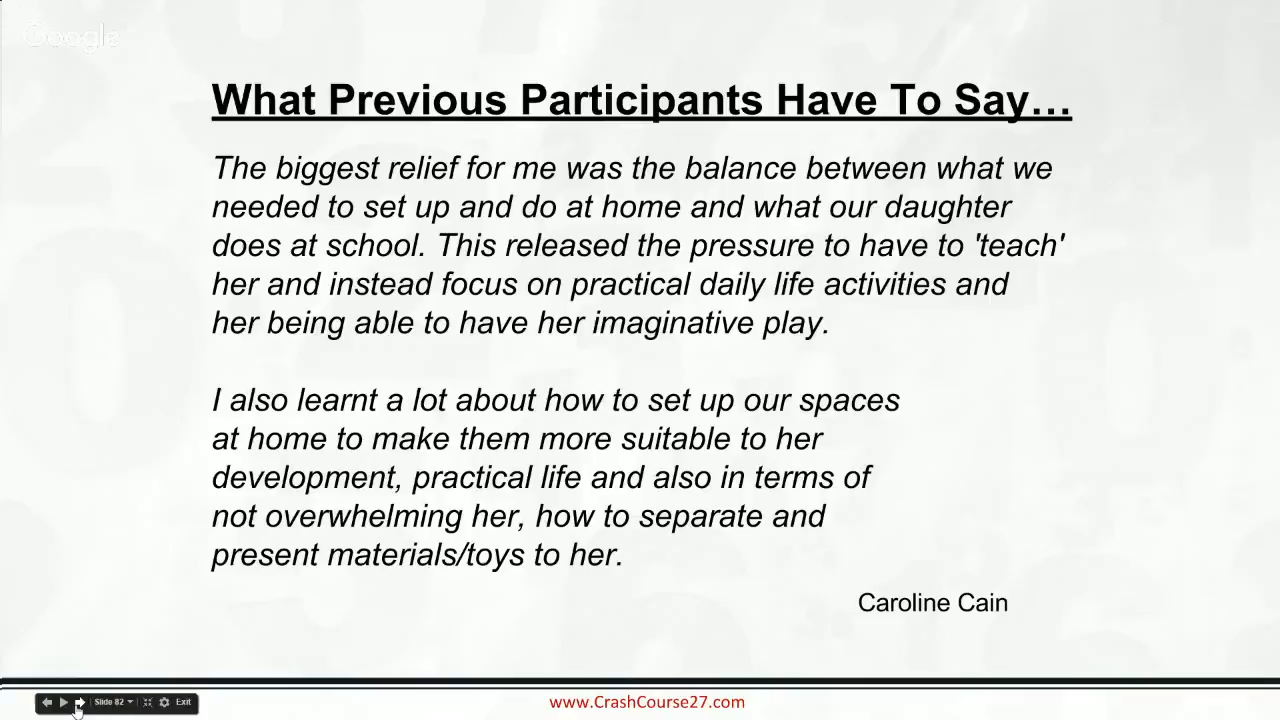 Google
What Previous Participants Have To Say…
The biggest relief for me was the balance between what we
needed to set up and do at home and what our daughter
does at school. This released the pressure to have to 'teach'
her and instead focus on practical daily life activities and
her being able to have her imaginative play.
I also learnt a lot about how to set up our spaces
at home to make them more suitable to her
development, practical life and also in terms of
not overwhelming her, how to separate and
present materials/toys to her.
Caroline Cain
Slide 82 Exit
www.CrashCourse27.com